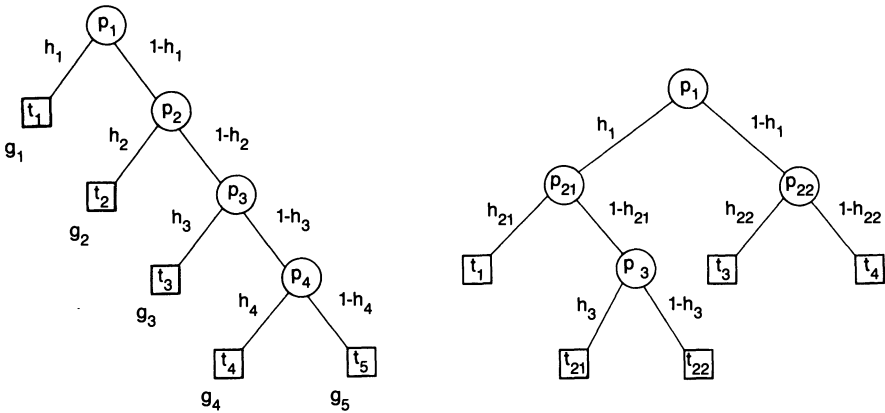 p1
h1 1-h1
t1 p2
g1 h2 1-h2
t2 p3
g2 h3 1-h3
t3 p4
g3 h4 1-h4
t4 t5
g4 g5
p1
h1 1-h1
p21 p22
h21 1-h21 h22 1-h22
t1 p3 t3 t4
h3 1-h3
t21 t22